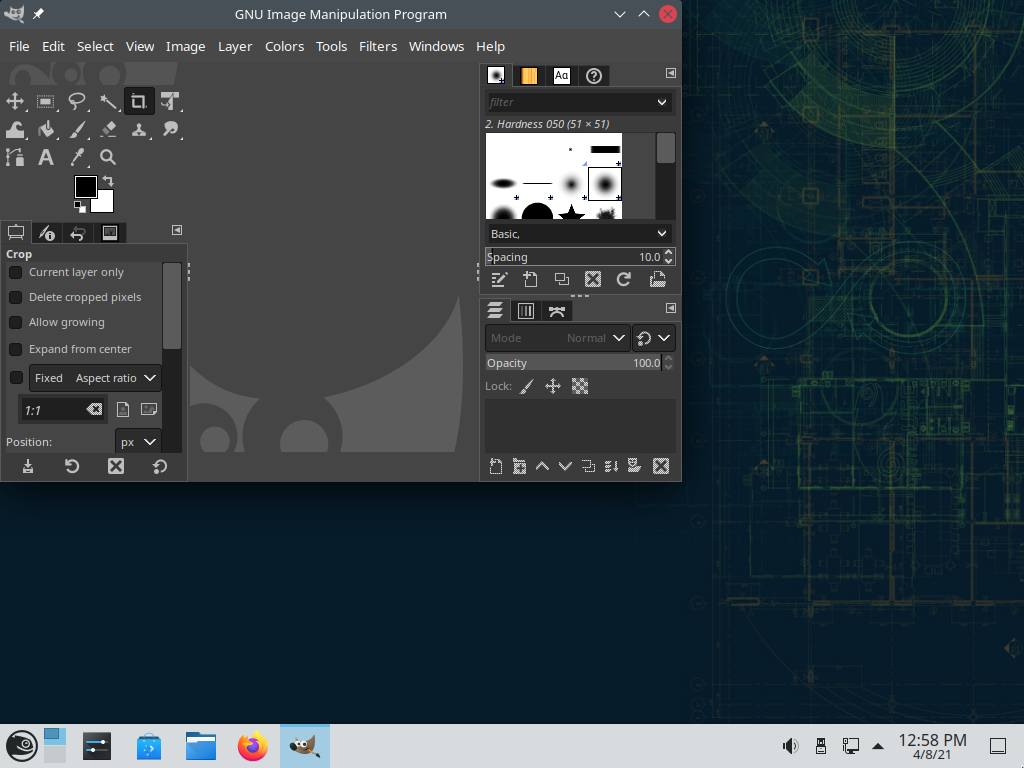 GNU Image Manipulation Program
File Edit Select View Image Layer Colors Tools Filters Windows Help
filter
2. Hardness 050 (51 × 51)
Basic,
Spacing 10.0
Crop
Current layer only
Delete cropped pixels
Allow growing
Expand from center
Fixed Aspect ratio
1:1
Position: px
Mode Normal
Opacity 100.0
Lock:
12:58 PM
4/8/21